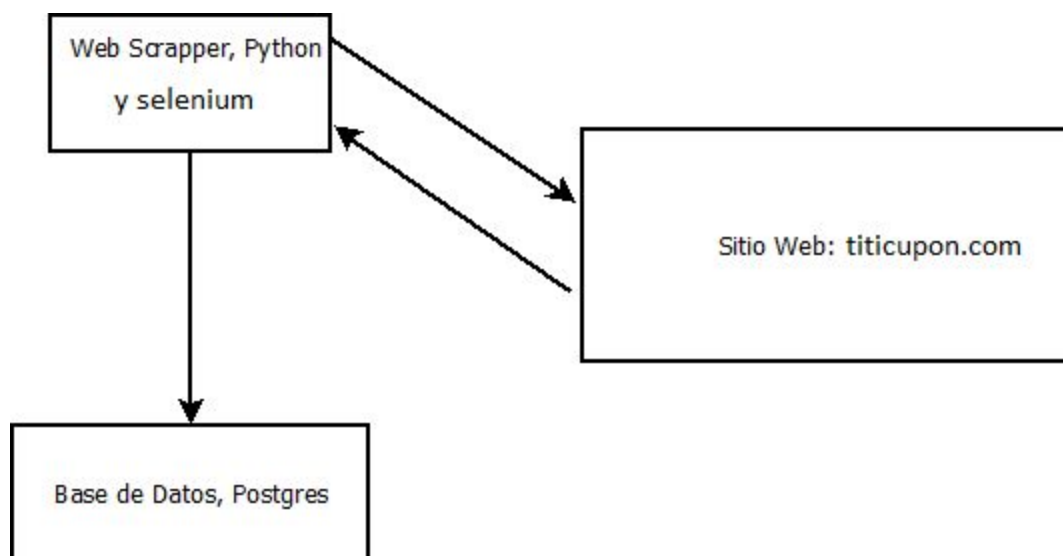 Web Scrapper, Python
y selenium
Sitio Web: titicupon.com
Base de Datos, Postgres